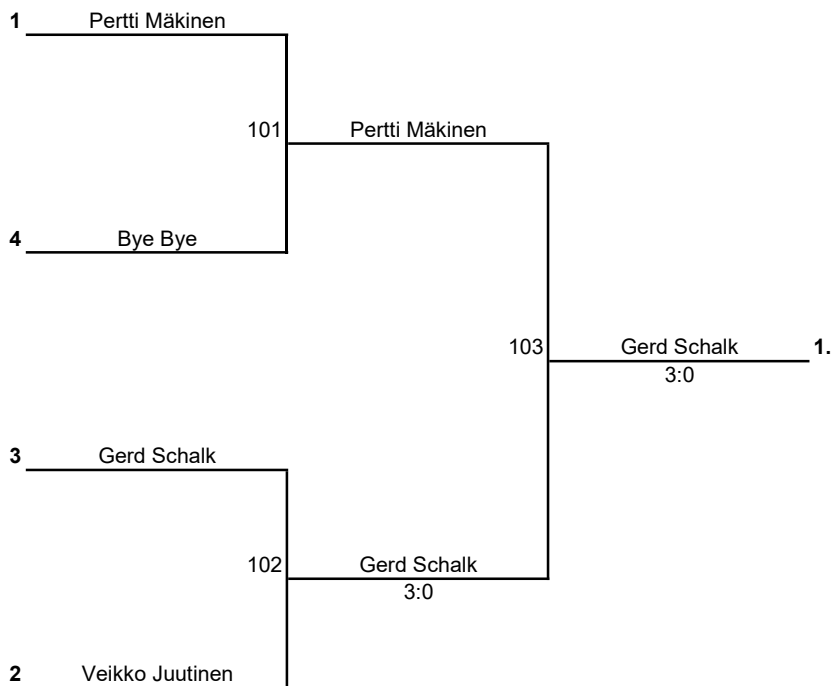 1 Pertti Mäkinen
101 Pertti Mäkinen
4 Bye Bye
103 Gerd Schalk 1.
3:0
3 Gerd Schalk
102 Gerd Schalk
3:0
2 Veikko Juutinen